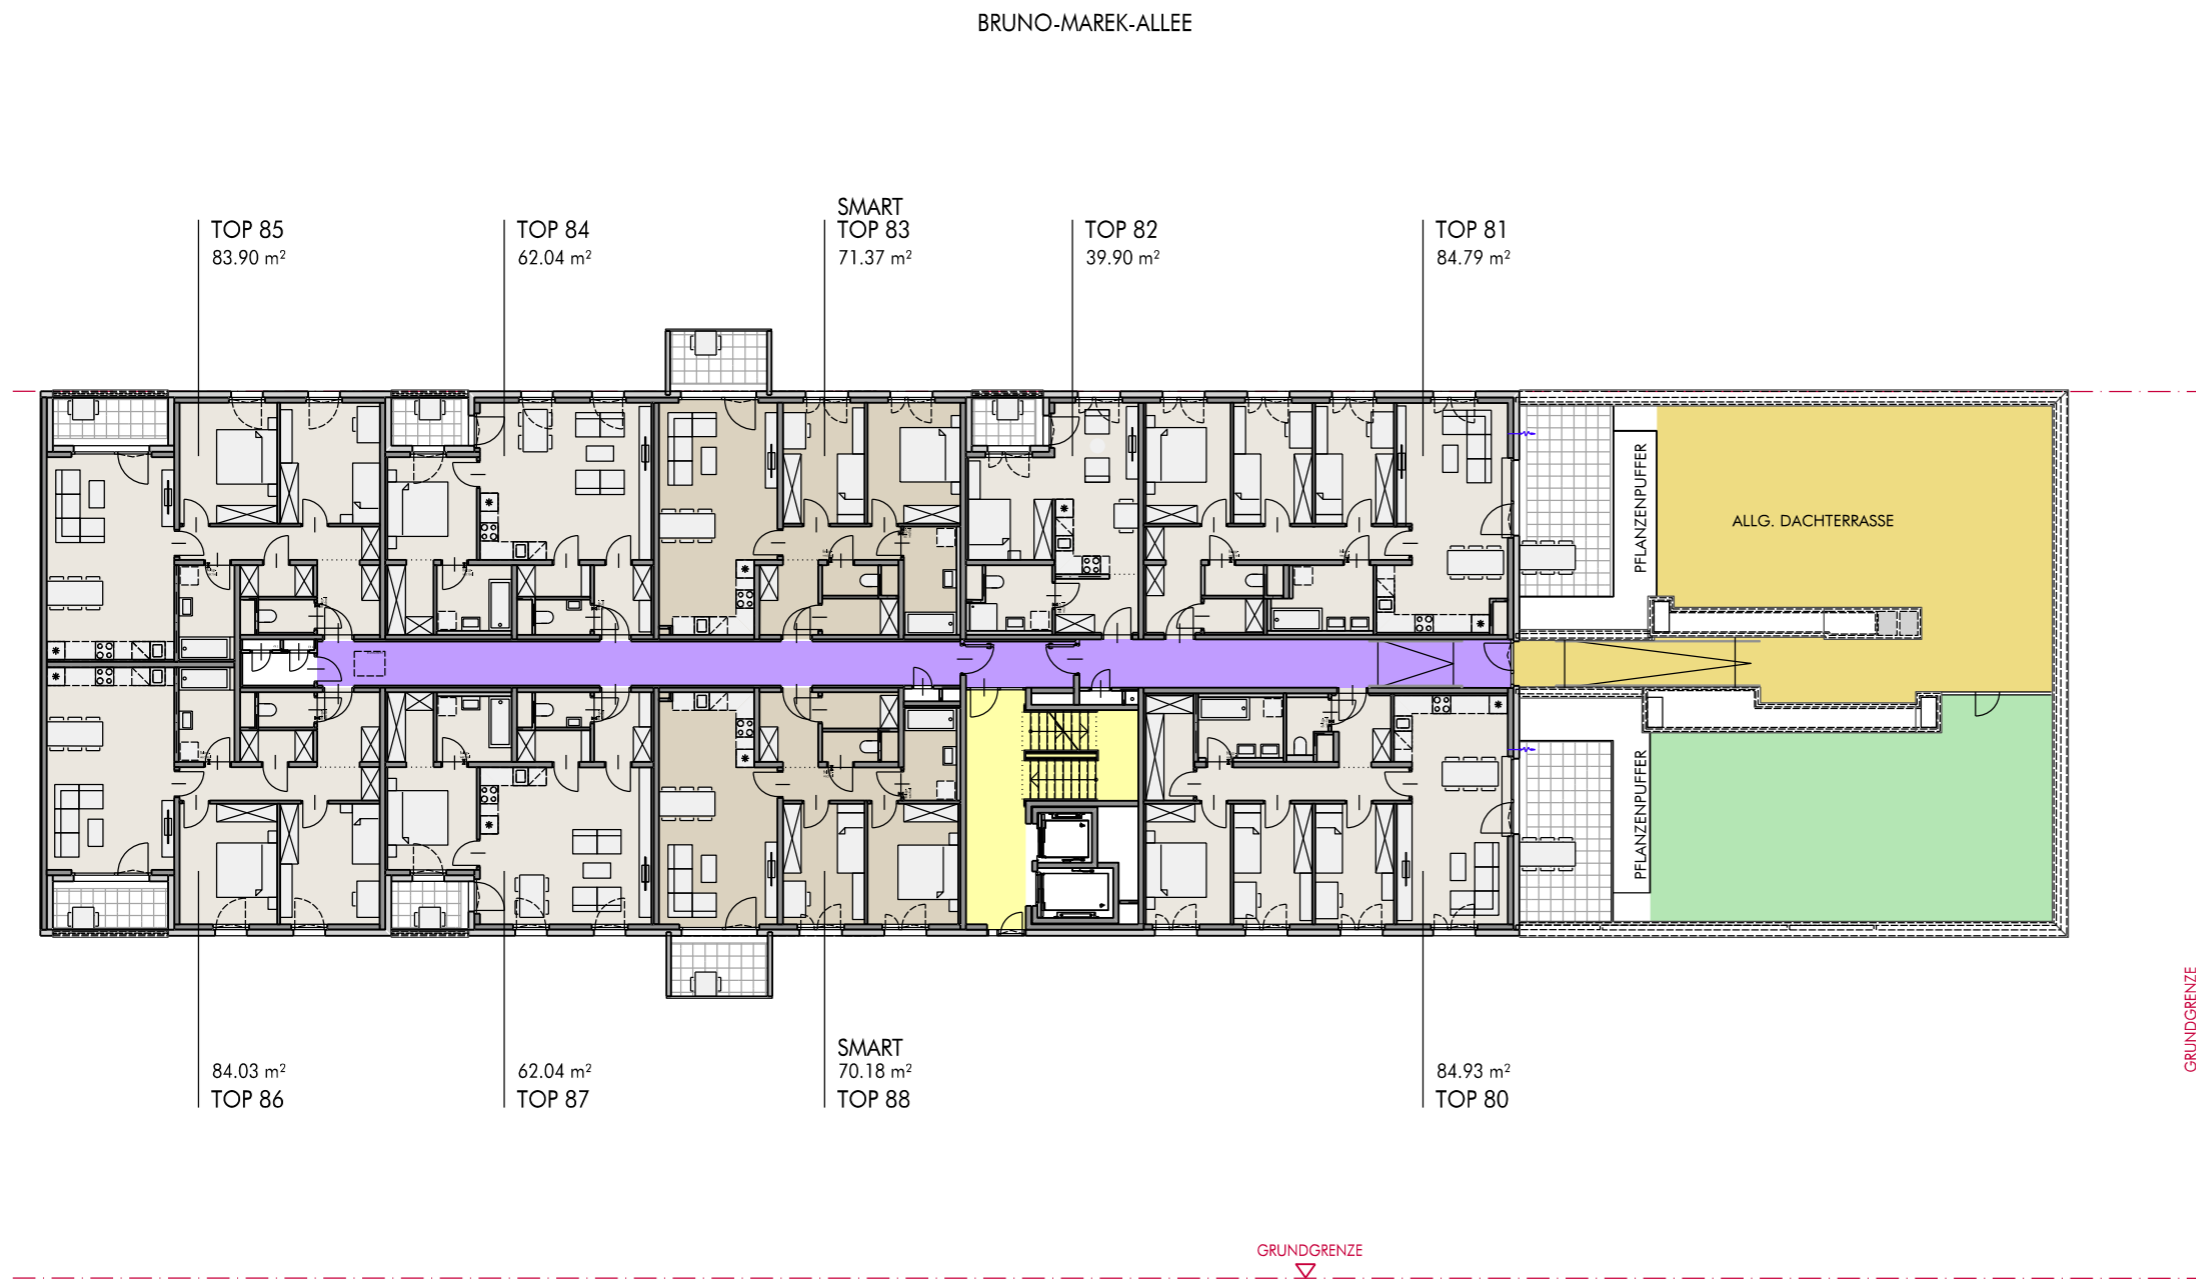 BRUNO-MAREK-ALLEE
TOP 85
83.90 m²
TOP 84
62.04 m²
SMART
TOP 83
71.37 m²
TOP 82
39.90 m²
TOP 81
84.79 m²
PFLANZENPUFFER
ALLG. DACHTERRASSE
PFLANZENPUFFER
84.03 m²
TOP 86
62.04 m²
TOP 87
SMART
70.18 m²
TOP 88
84.93 m²
TOP 80
GRUNDGRENZE
GRUNDGRENZE